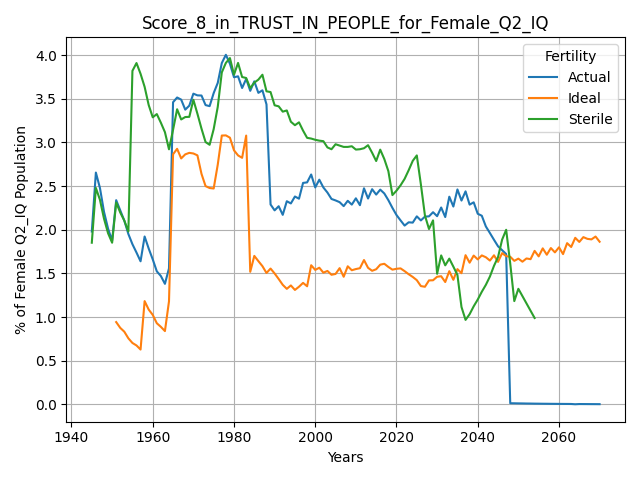 Score_8_in_TRUST_IN_PEOPLE_for_Female_Q2_IQ
Fertility
Actual
Ideal
Sterile
% of Female Q2_IQ Population
4.0
3.5
3.0
2.5
2.0
1.5
1.0
0.5
0.0
1940 1960 1980 2000 2020 2040 2060
Years